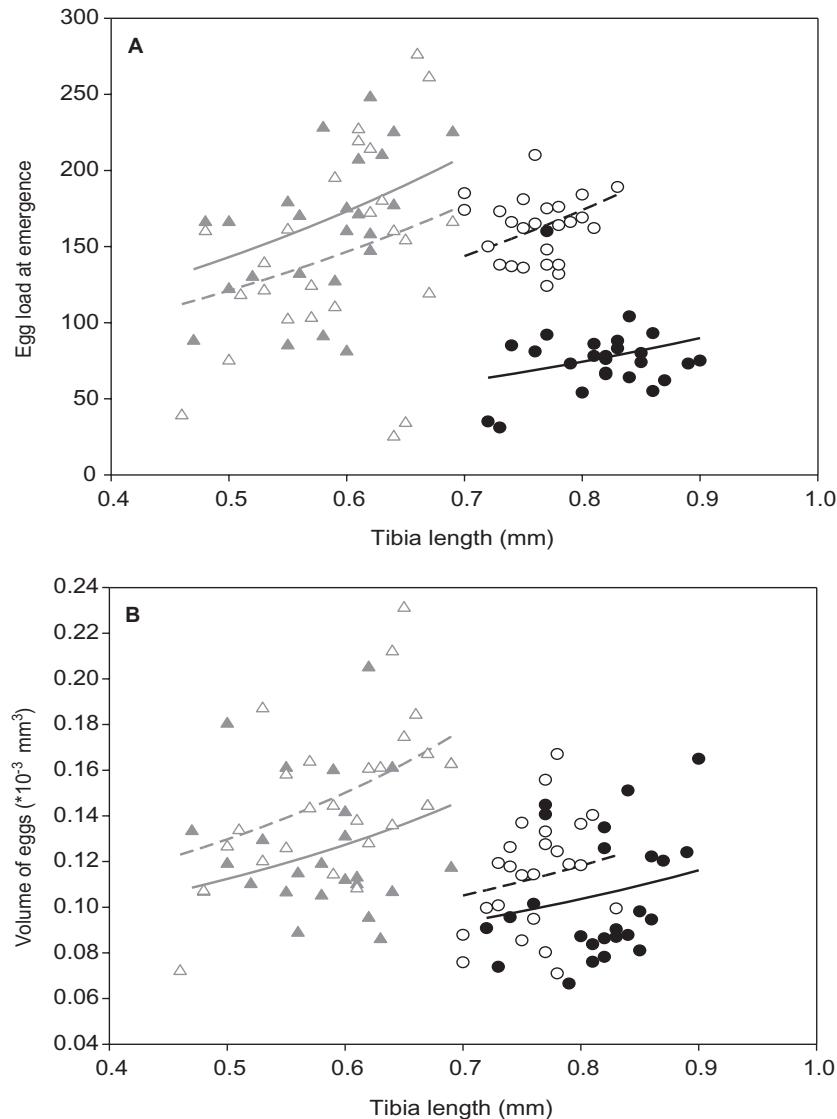 A
300
250
200
150
100
50
0
Egg load at emergence
0.4 0.5 0.6 0.7 0.8 0.9 1.0
Tibia length (mm)
B
0.24
0.22
0.20
0.18
0.16
0.14
0.12
0.10
0.08
0.06
0.04
Volume of eggs (*10-3 mm3)
0.4 0.5 0.6 0.7 0.8 0.9 1.0
Tibia length (mm)